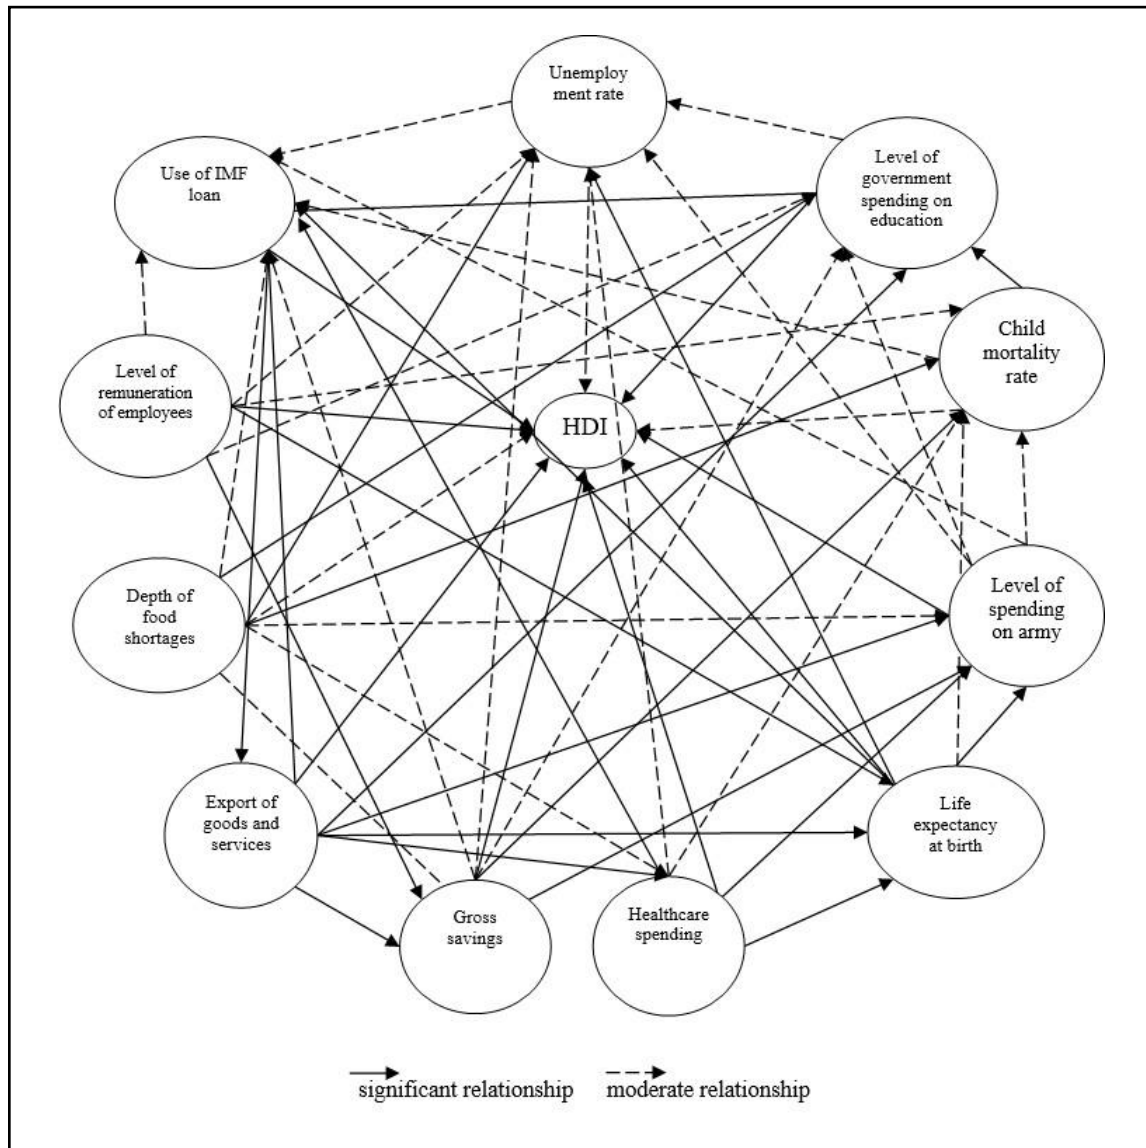 Unemploy
ment rate
Use of IMF
loan
Level of
government
spending on
education
Child
mortality
rate
Level of
remuneration
of employees
HDI
Depth of
food
shortages
Level of
spending
on army
Export of
goods and
services
Life
expectancy
at birth
Gross
savings
Healthcare
spending
significant relationship
moderate relationship